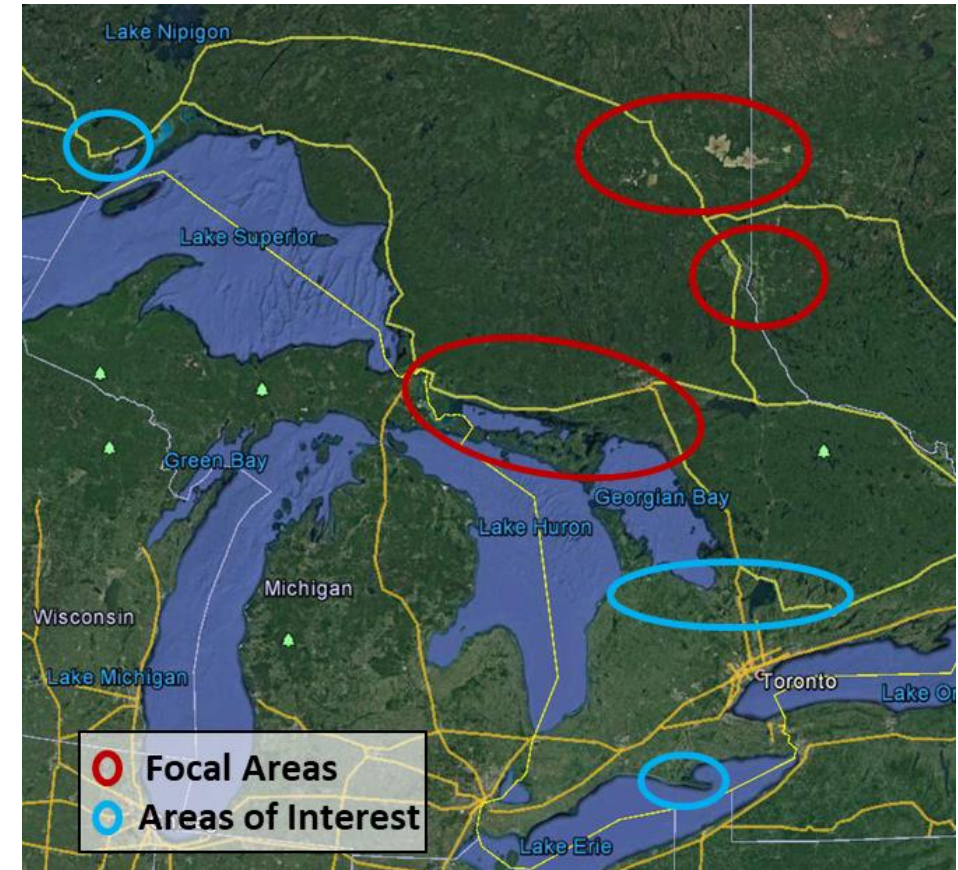 Lake Nipigon
Lake Superior
Green Bay
Georgian Bay
Lake Huron
Michigan
Wisconsin
Lake Michigan
Toronto
Lake On
Focal Areas
Areas of Interest
Lake Erie